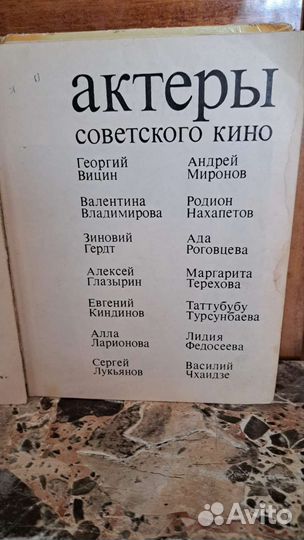 актеры
советского кино
Георгий
Вицин
Валентина
Владимирова
Зиновий
Гердт
Алексей
Глазырин
Евгений
Киндинов
Алла
Ларионова
Сергей
Лукьянов
Андрей
Миронов
Родион
Нахапетов
Ада
Роговцева
Маргарита
Терехова
Таттубубу
Турсунбаева
Лидия
Федосеева
Василий
Чхаидзе
Avito